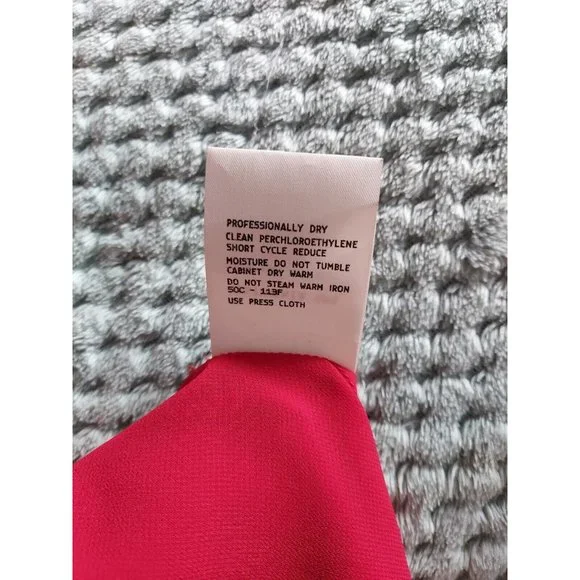 PROFESSIONALLY DRY
CLEAN PERCHLOROETHYLENE
SHORT CYCLE REDUCE
MOISTURE DO NOT TUMBLE
CABINET DRY WARM
DO NOT STEAM WARM IRON
50C - 113F
USE PRESS CLOTH